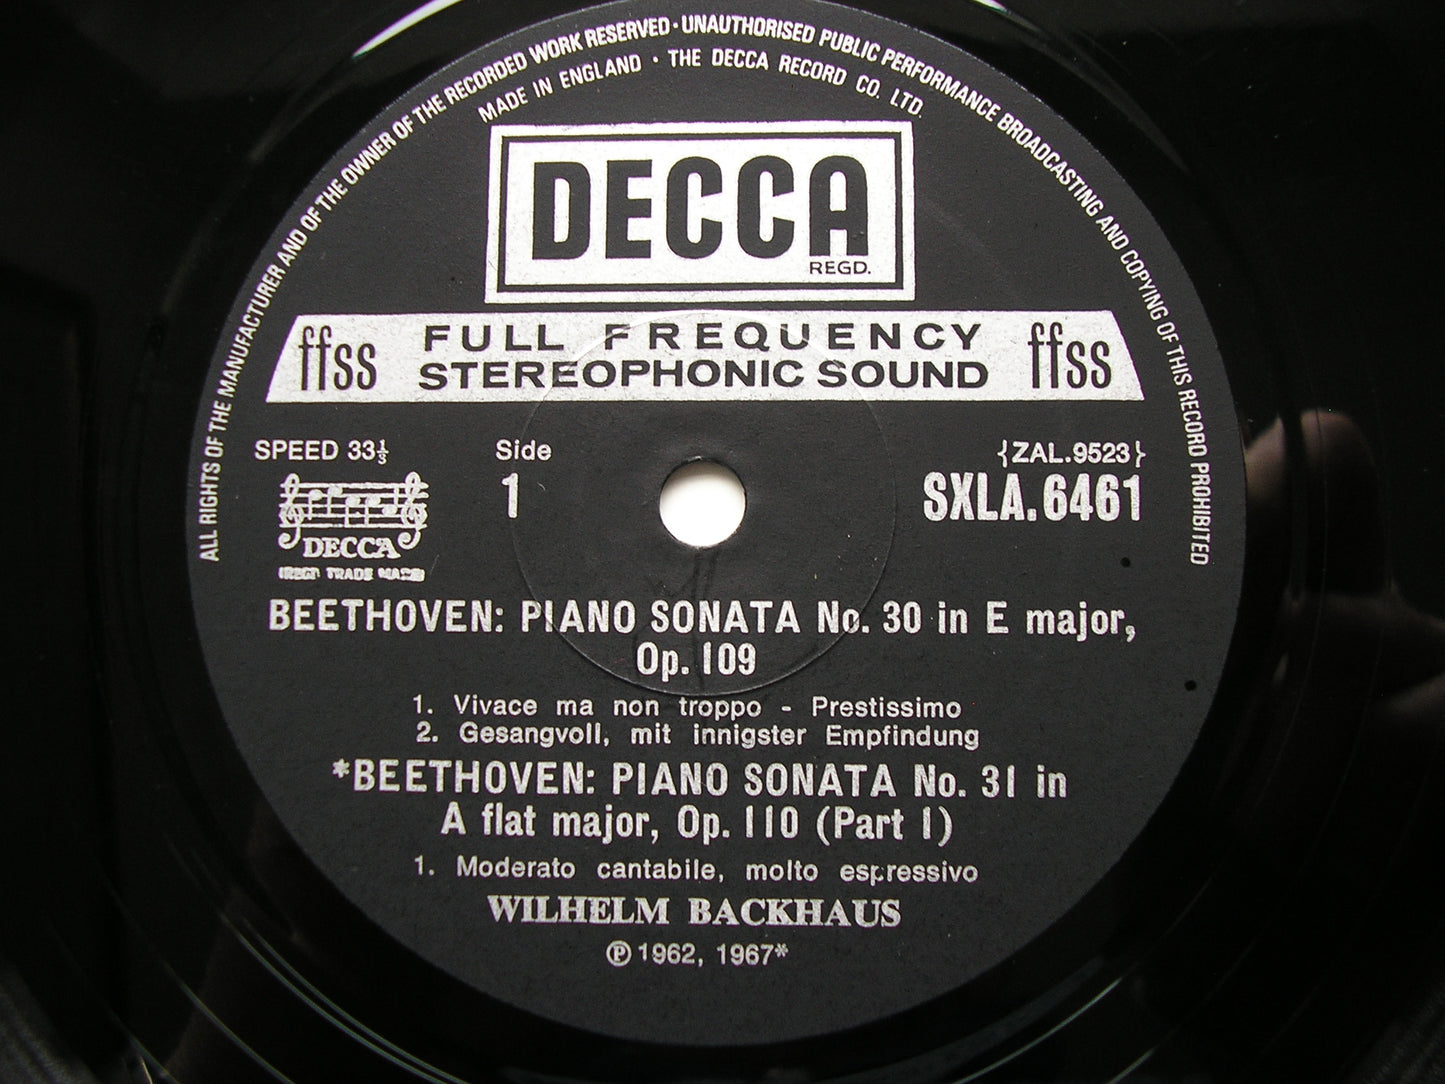 ALL RIGHTS OF THE MANUFACTURER AND OF THE OWNER OF THE RECORDED WORK RESERVED · UNAUTHORISED PUBLIC PERFORMANCE BROADCASTING AND COPYING OF THIS RECORD PROHIBITED
MADE IN ENGLAND · THE DECCA RECORD CO. LTD.
DECCA
REGD.
ffss FULL FREQUENCY STEREOPHONIC SOUND ffss
SPEED 33⅓
Side
1
{ZAL.9523}
SXLA.6461
DECCA
(REGD TRADE MARK)
BEETHOVEN: PIANO SONATA No. 30 in E major,
Op. 109
1. Vivace ma non troppo - Prestissimo
2. Gesangvoll, mit innigster Empfindung
*BEETHOVEN: PIANO SONATA No. 31 in
A flat major, Op. 110 (Part 1)
1. Moderato cantabile, molto espressivo
WILHELM BACKHAUS
℗ 1962, 1967*